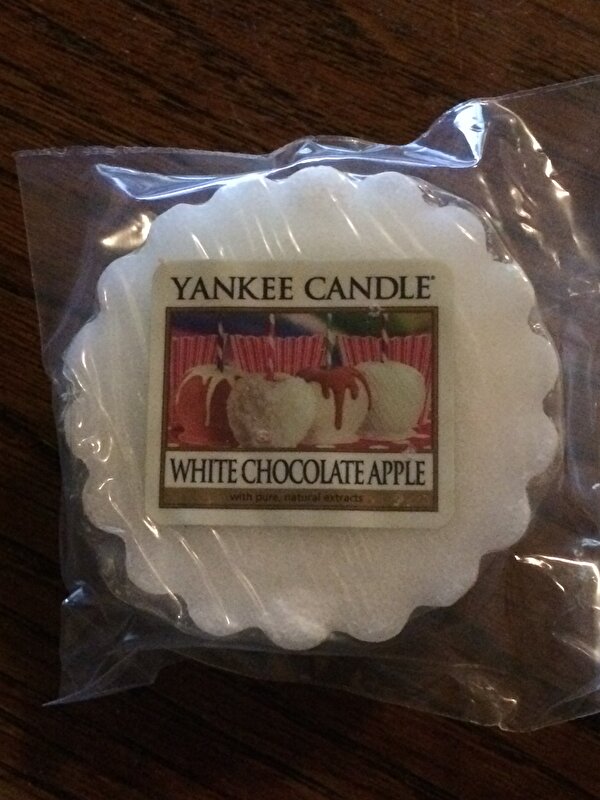 YANKEE CANDLE®
WHITE CHOCOLATE APPLE
with pure, natural extracts